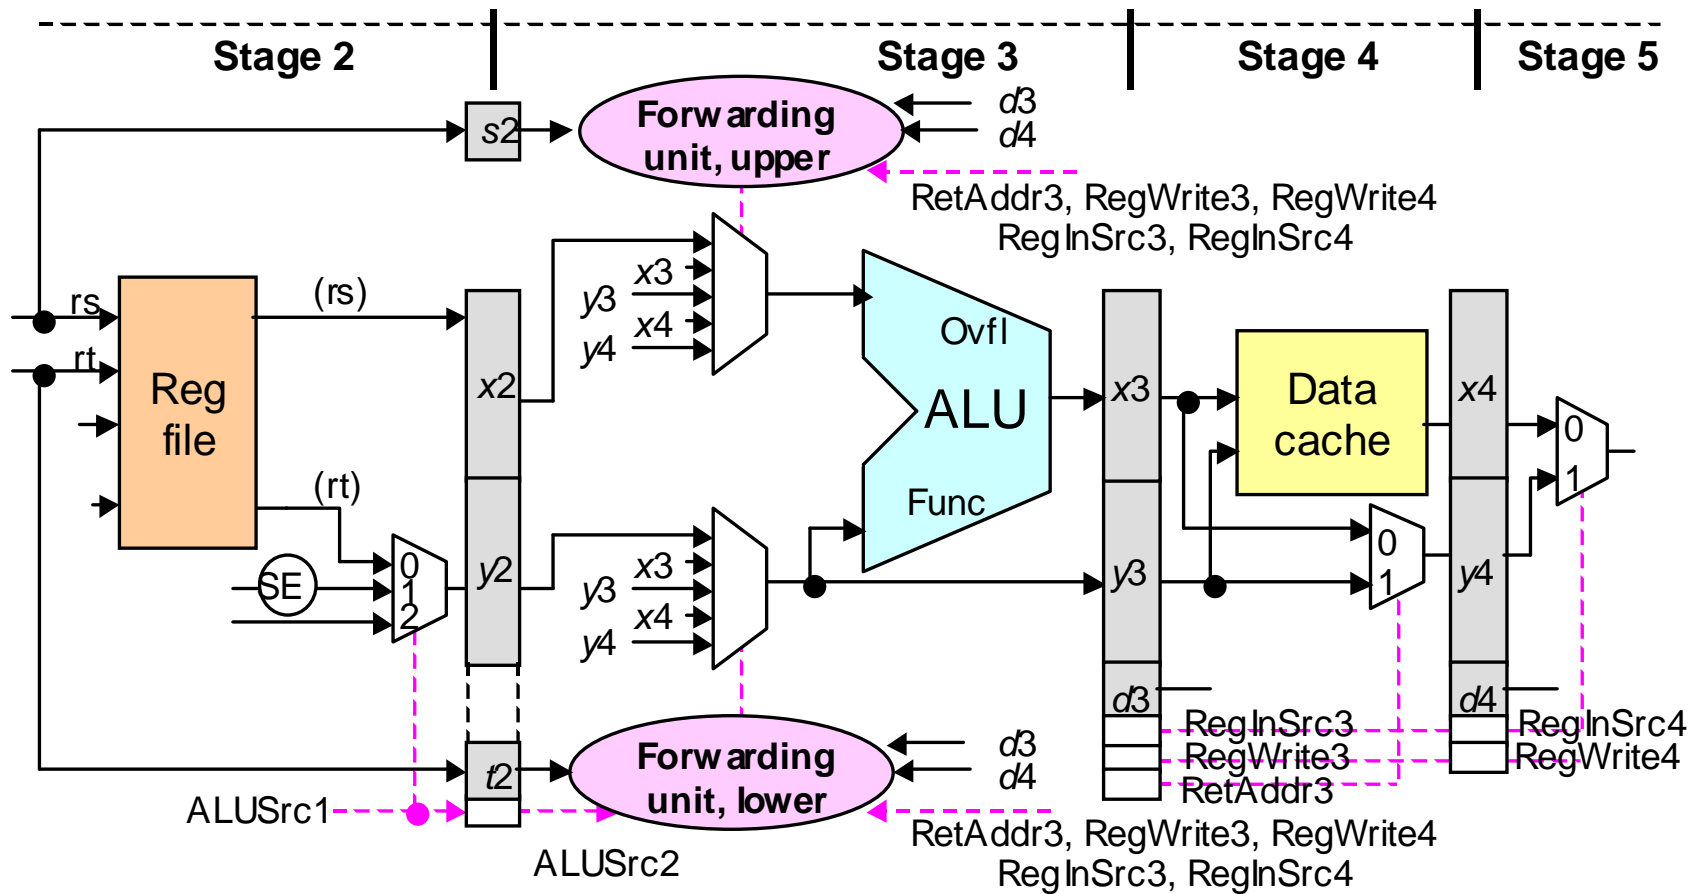 Stage 2
Stage 3
Stage 4
Stage 5
s2
Forwarding
unit, upper
d3
d4
RetAddr3, RegWrite3, RegWrite4
RegInSrc3, RegInSrc4
rs
(rs)
rt
Reg
file
(rt)
SE
0
1
2
x2
y2
x3
y3
x4
y4
x3
y3
x4
y4
Ovfl
ALU
Func
x3
y3
Data
cache
0
1
x4
y4
0
1
d3
d4
RegInSrc3
RegWrite3
RetAddr3
RegInSrc4
RegWrite4
t2
Forwarding
unit, lower
d3
d4
ALUSrc1
ALUSrc2
RetAddr3, RegWrite3, RegWrite4
RegInSrc3, RegInSrc4